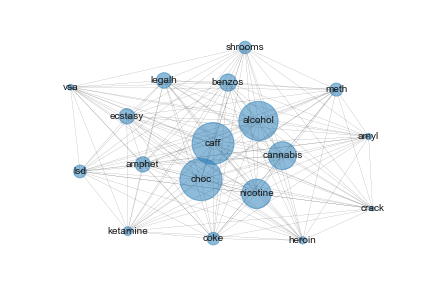 shrooms
legalh
benzos
vsa
meth
ecstasy
alcohol
amyl
caff
cannabis
amphet
lsd
choc
nicotine
crack
ketamine
coke
heroin